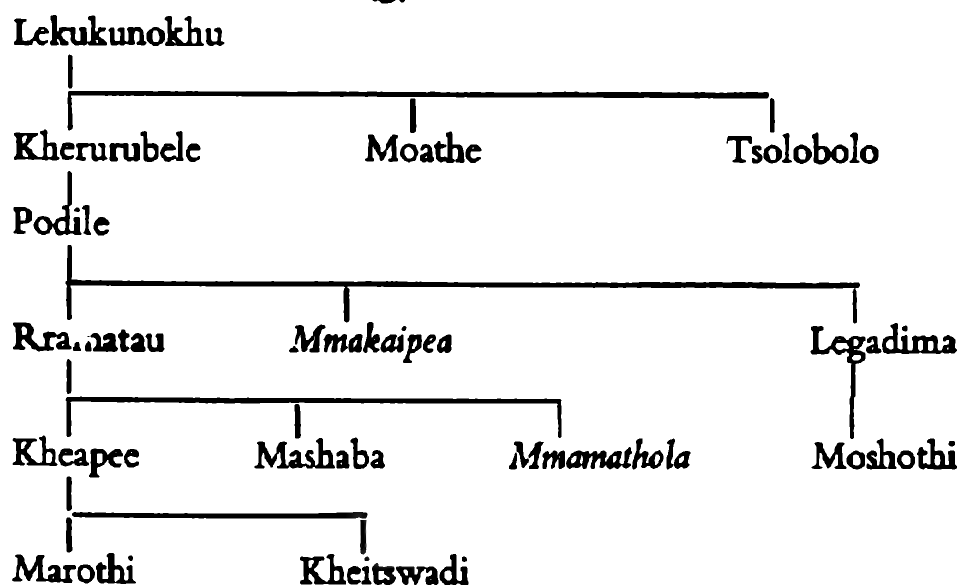 Lekukunokhu
Kherurubele Moathe Tsolobolo
Podile
Mmakaipea Legadima
Kheapee Mashaba Mmamathola Moshothi
Marothi Kheitswadi